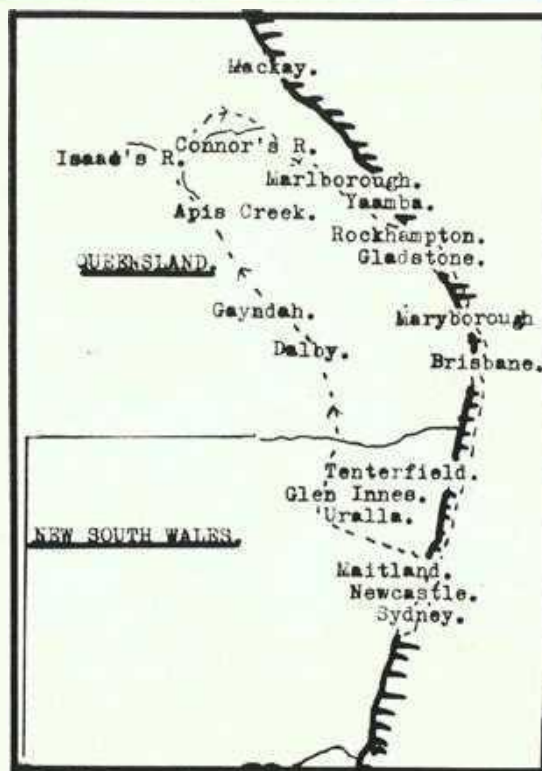 Mackay.
Connor's R.
Isaac's R.
Marlborough.
Yaamba.
Apis Creek.
Rockhampton.
Gladstone.
QUEENSLAND.
Gayndah.
Maryborough
Dalby.
Brisbane.
Tenterfield.
Glen Innes.
Uralla.
NEW SOUTH WALES.
Maitland.
Newcastle.
Sydney.